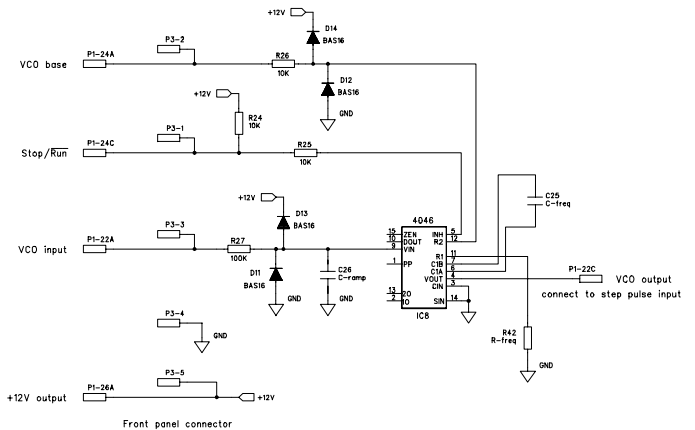 +12V
D14
BAS16
P3-2
VCO base
P1-24A
R26
10K
D12
BAS16
GND
+12V
R24
10K
P3-1
Stop/Run
P1-24C
R25
10K
+12V
D13
BAS16
P3-3
VCO input
P1-22A
R27
100K
D11
BAS16
GND
C26
C-ramp
GND
4046
15 ZEN INH 5
10 DOUT R2 12
9 VIN
R1 11
1 PP C1B 7
C1A 6
VOUT 4
CIN 3
13 ZO
2 IO SIN 14
IC8
C25
C-freq
P1-22C
VCO output
connect to step pulse input
R42
R-freq
GND
P3-4
GND
P3-5
+12V output
P1-26A
+12V
Front panel connector